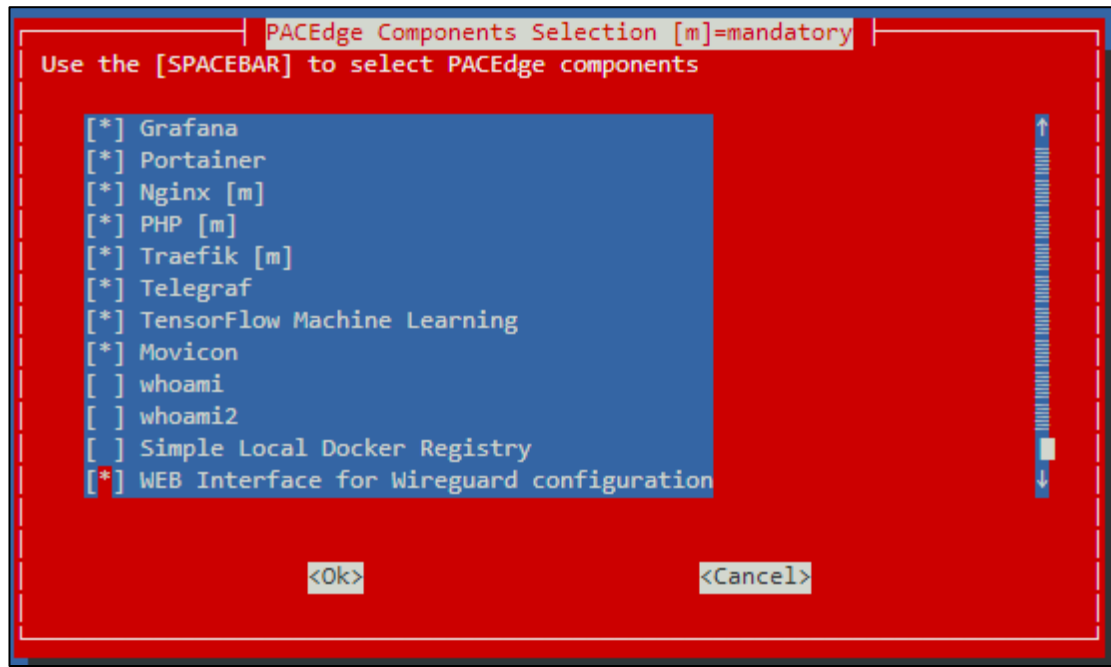 PACEdge Components Selection [m]=mandatory
Use the [SPACEBAR] to select PACEdge components
[*] Grafana
[*] Portainer
[*] Nginx [m]
[*] PHP [m]
[*] Traefik [m]
[*] Telegraf
[*] TensorFlow Machine Learning
[*] Movicon
[ ] whoami
[ ] whoami2
[ ] Simple Local Docker Registry
[*] WEB Interface for Wireguard configuration
<Ok> <Cancel>